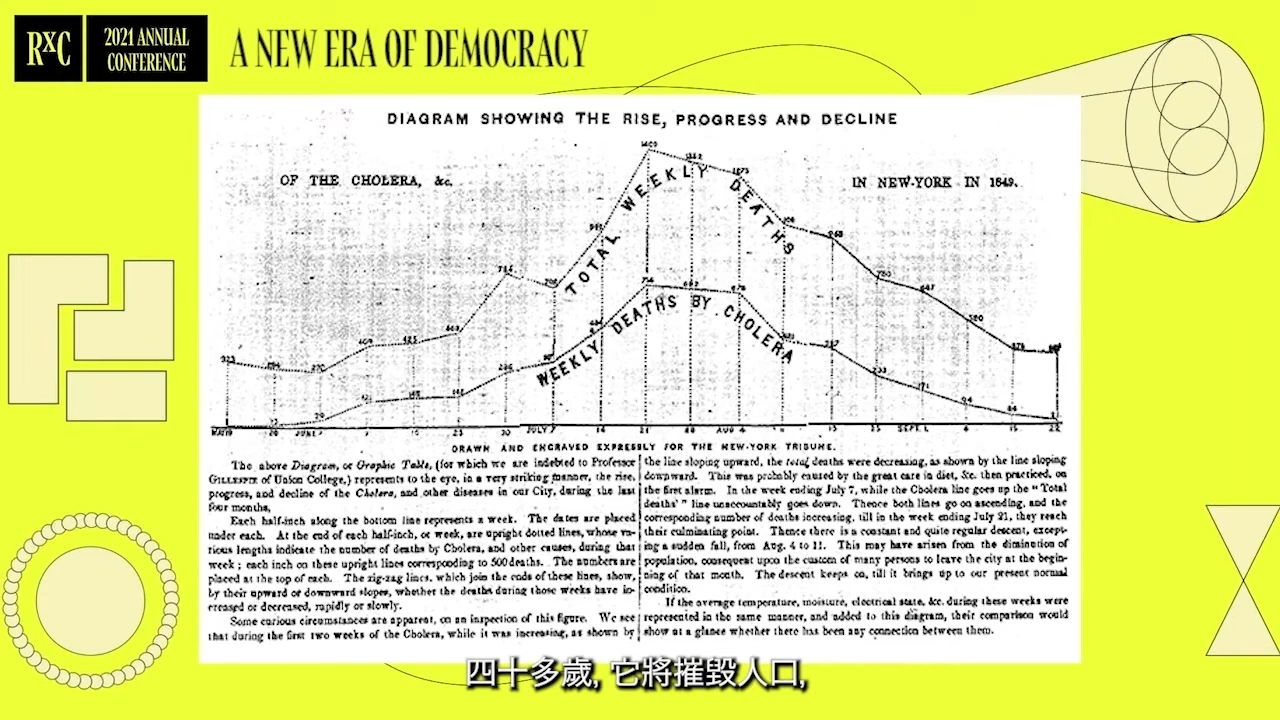 RxC
2021 ANNUAL
CONFERENCE
A NEW ERA OF DEMOCRACY
DIAGRAM SHOWING THE RISE, PROGRESS AND DECLINE
OF THE CHOLERA, &c.
IN NEW-YORK IN 1849.
TOTAL WEEKLY DEATHS
WEEKLY DEATHS BY CHOLERA
DRAWN AND ENGRAVED EXPRESSLY FOR THE NEW-YORK TRIBUNE.
The above Diagram, or Graphic Table, (for which we are indebted to Professor
GILLESPIE of Union College,) represents to the eye, in a very striking manner, the rise,
progress, and decline of the Cholera, and other diseases in our City, during the last
four months,
Each half-inch along the bottom line represents a week. The dates are placed
under each. At the end of each half-inch, or week, are upright dotted lines, whose va-
rious lengths indicate the number of deaths by Cholera, and other causes, during that
week; each inch on these upright lines corresponding to 500 deaths. The numbers are
placed at the top of each. The zig-zag lines, which join the ends of these lines, show,
by their upward or downward slopes, whether the deaths during those weeks have in-
creased or decreased, rapidly or slowly.
Some curious circumstances are apparent, on an inspection of this figure. We see
that during the first two weeks of the Cholera, while it was increasing, as shown by
the line sloping upward, the total deaths were decreasing, as shown by the line sloping
downward. This was probably caused by the great care in diet, &c. then practiced, on
the first alarm. In the week ending July 7, while the Cholera line goes up the "Total
deaths" line unaccountably goes down. Thence both lines go on ascending, and the
corresponding number of deaths increasing, till in the week ending July 21, they reach
their culminating point. Thence there is a constant and quite regular descent, except-
ing a sudden fall, from Aug. 4 to 11. This may have arisen from the diminution of
population, consequent upon the custom of many persons to leave the city at the begin-
ning of that month. The descent keeps on, till it brings up to our present normal
condition.
If the average temperature, moisture, electrical state, &c. during these weeks were
represented in the same manner, and added to this diagram, their comparison would
show at a glance whether there has been any connection between them.
四十多歲, 它將摧毀人口,